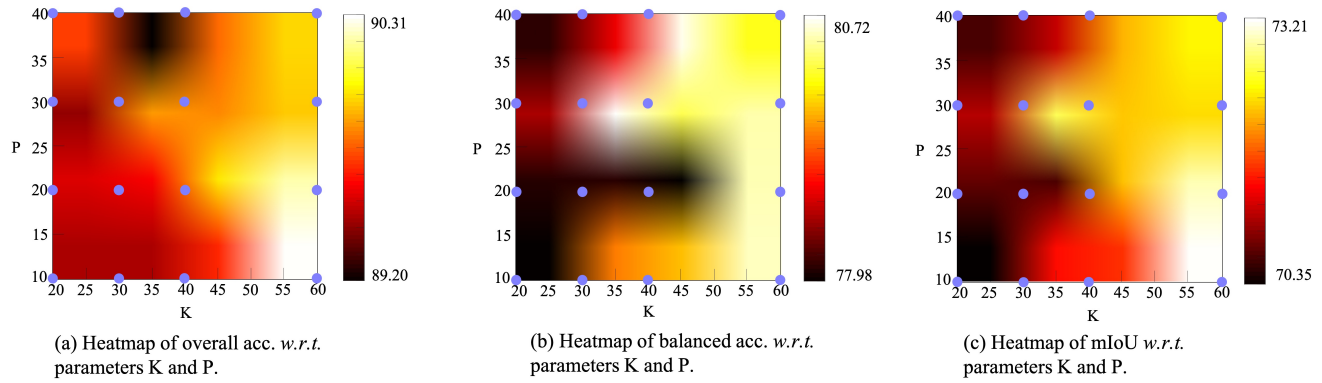 40
35
30
25
20
15
10
P
20 25 30 35 40 45 50 55 60
K
90.31
89.20
(a) Heatmap of overall acc. w.r.t.
parameters K and P.
40
35
30
25
20
15
10
P
20 25 30 35 40 45 50 55 60
K
80.72
77.98
(b) Heatmap of balanced acc. w.r.t.
parameters K and P.
40
35
30
25
20
15
10
P
20 25 30 35 40 45 50 55 60
K
73.21
70.35
(c) Heatmap of mIoU w.r.t.
parameters K and P.